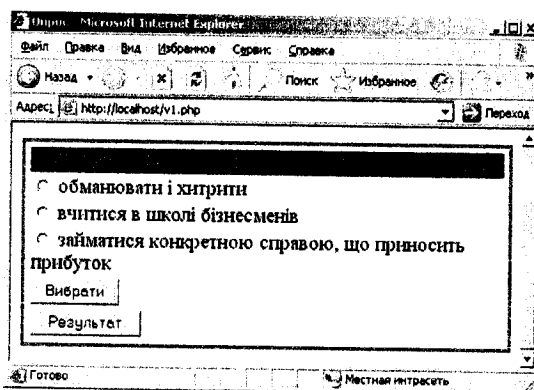 Опрос - Microsoft Internet Explorer
Файл Правка Вид Избранное Сервис Справка
Назад Поиск Избранное »
Адрес: http://localhost/v1.php Переход
обманювати і хитрити
вчитися в школі бізнесменів
займатися конкретною справою, що приносить
прибуток
Вибрати
Результат
Готово Местная интрасеть